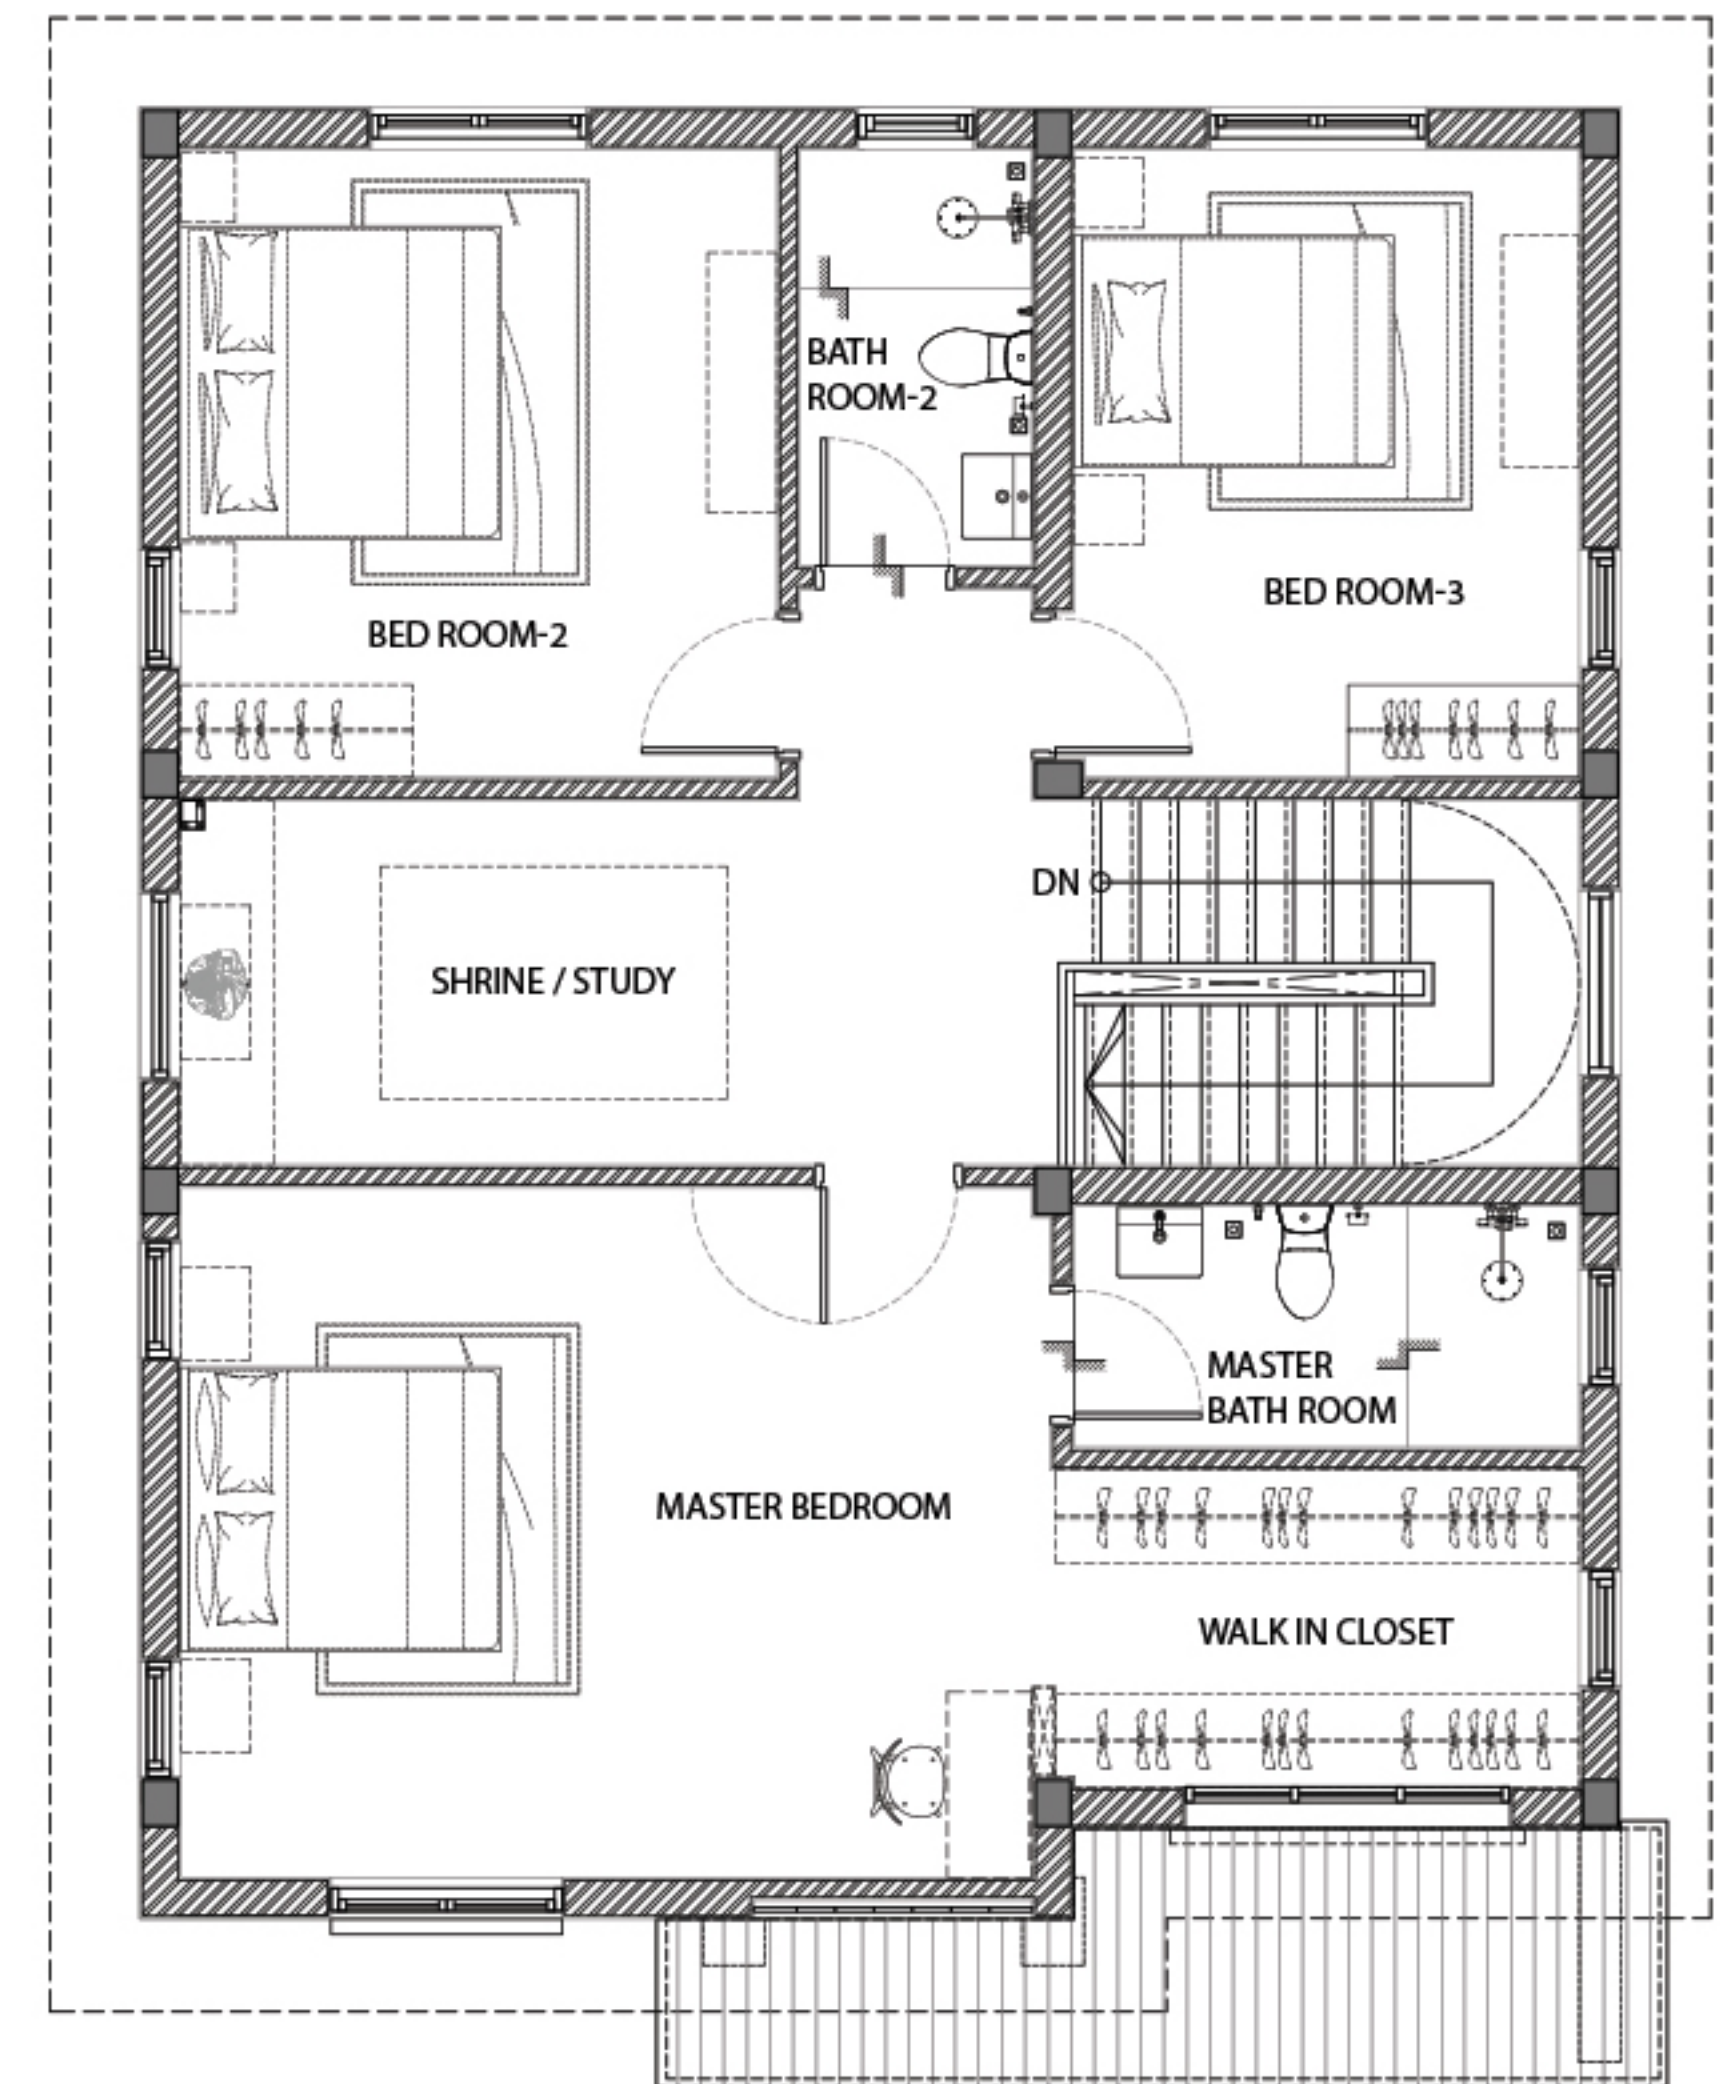 BATH
ROOM-2
BED ROOM-3
BED ROOM-2
DN
SHRINE / STUDY
MASTER
BATH ROOM
MASTER BEDROOM
WALK IN CLOSET